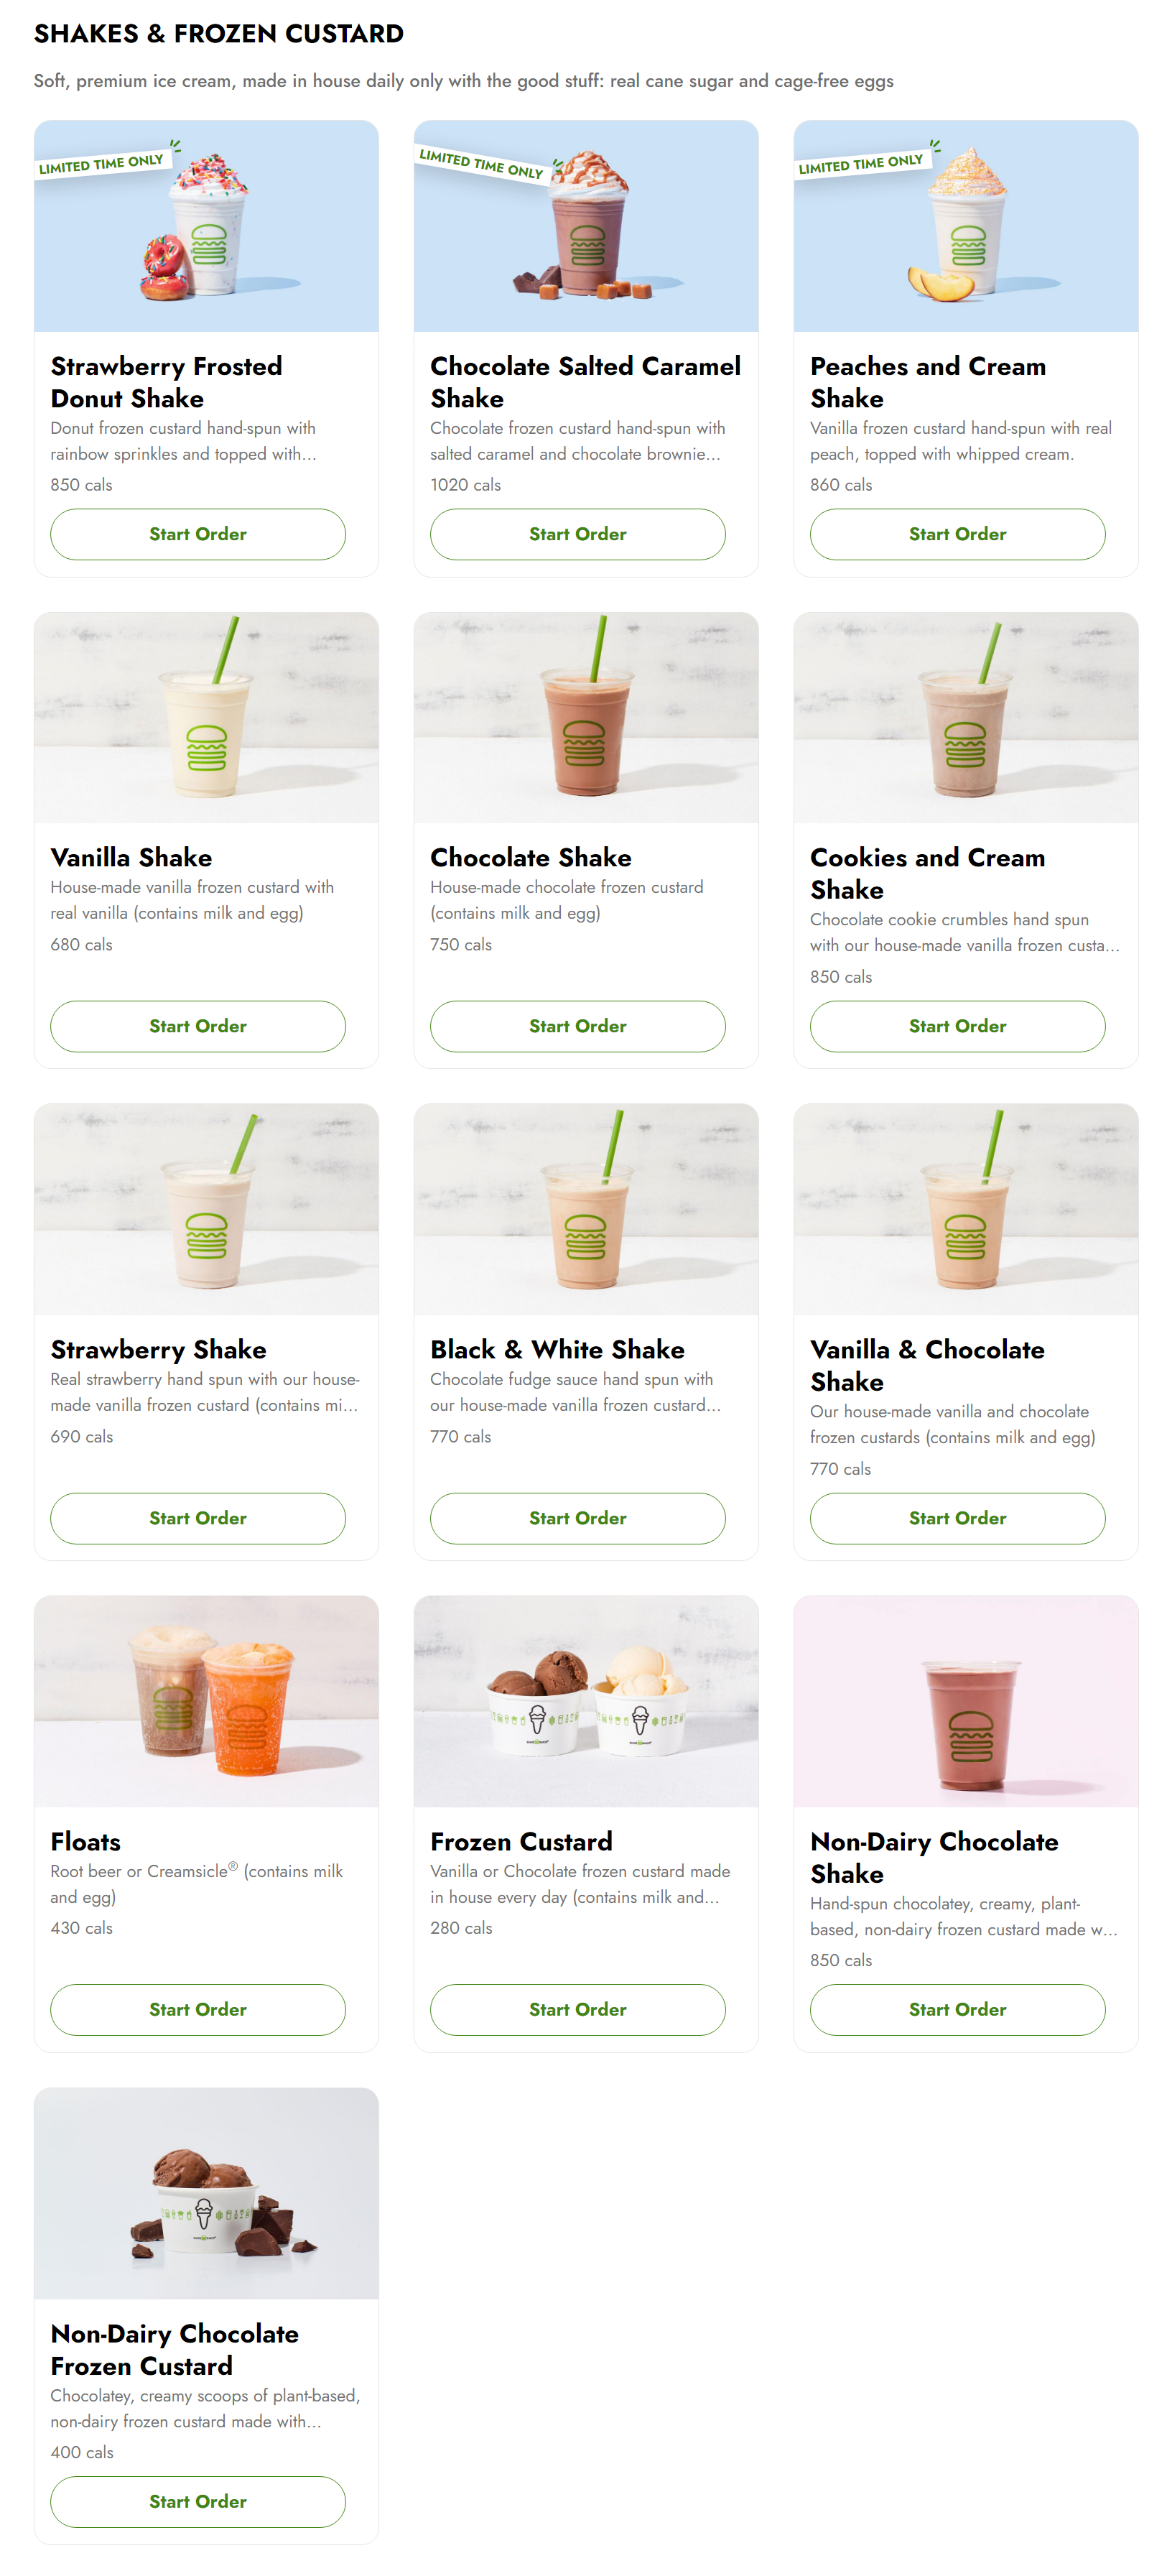 SHAKES & FROZEN CUSTARD
Soft, premium ice cream, made in house daily only with the good stuff: real cane sugar and cage-free eggs
LIMITED TIME ONLY
Strawberry Frosted
Donut Shake
Donut frozen custard hand-spun with
rainbow sprinkles and topped with...
850 cals
Start Order
LIMITED TIME ONLY
Chocolate Salted Caramel
Shake
Chocolate frozen custard hand-spun with
salted caramel and chocolate brownie...
1020 cals
Start Order
LIMITED TIME ONLY
Peaches and Cream
Shake
Vanilla frozen custard hand-spun with real
peach, topped with whipped cream.
860 cals
Start Order
Vanilla Shake
House-made vanilla frozen custard with
real vanilla (contains milk and egg)
680 cals
Start Order
Chocolate Shake
House-made chocolate frozen custard
(contains milk and egg)
750 cals
Start Order
Cookies and Cream
Shake
Chocolate cookie crumbles hand spun
with our house-made vanilla frozen custa...
850 cals
Start Order
Strawberry Shake
Real strawberry hand spun with our house-
made vanilla frozen custard (contains mi...
690 cals
Start Order
Black & White Shake
Chocolate fudge sauce hand spun with
our house-made vanilla frozen custard...
770 cals
Start Order
Vanilla & Chocolate
Shake
Our house-made vanilla and chocolate
frozen custards (contains milk and egg)
770 cals
Start Order
Floats
Root beer or Creamsicle® (contains milk
and egg)
430 cals
Start Order
Frozen Custard
Vanilla or Chocolate frozen custard made
in house every day (contains milk and...
280 cals
Start Order
Non-Dairy Chocolate
Shake
Hand-spun chocolatey, creamy, plant-
based, non-dairy frozen custard made w...
850 cals
Start Order
Non-Dairy Chocolate
Frozen Custard
Chocolatey, creamy scoops of plant-based,
non-dairy frozen custard made with...
400 cals
Start Order